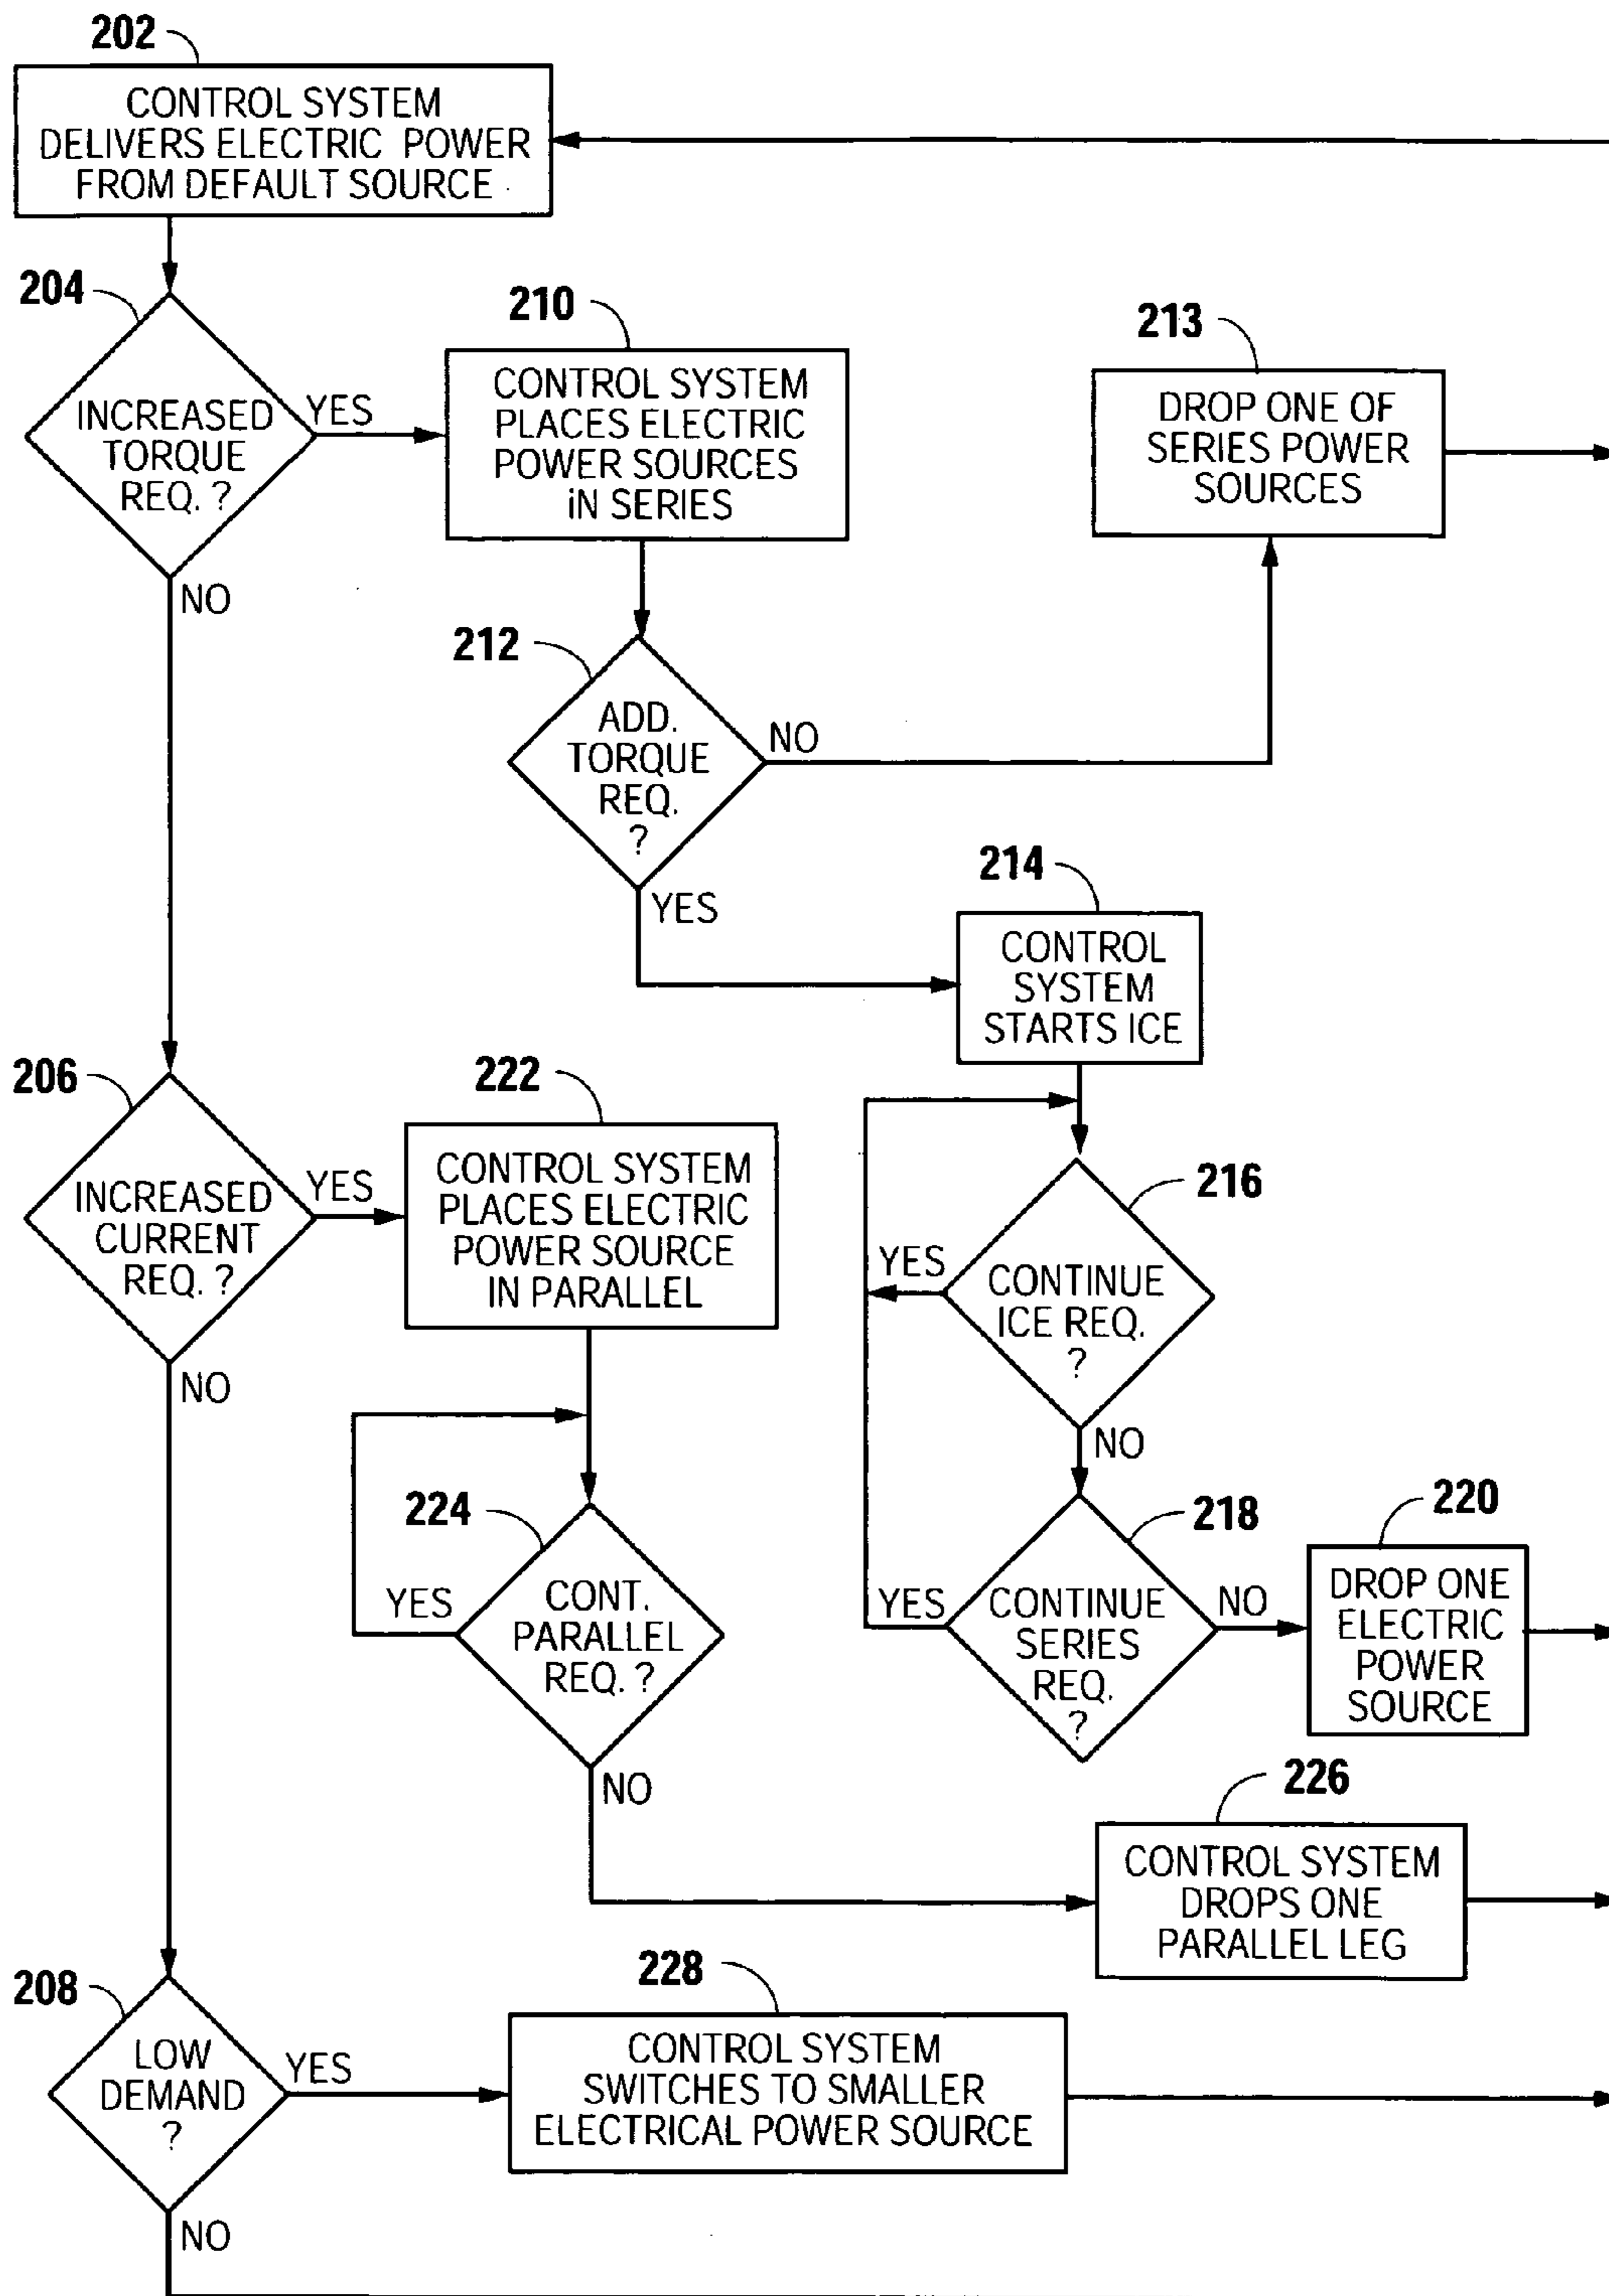 202
CONTROL SYSTEM
DELIVERS ELECTRIC POWER
FROM DEFAULT SOURCE
204
INCREASED
TORQUE
REQ. ?
YES
NO
210
CONTROL SYSTEM
PLACES ELECTRIC
POWER SOURCES
iN SERIES
213
DROP ONE OF
SERIES POWER
SOURCES
212
ADD.
TORQUE
REQ.
?
NO
YES
214
CONTROL
SYSTEM
STARTS ICE
206
INCREASED
CURRENT
REQ. ?
YES
NO
222
CONTROL SYSTEM
PLACES ELECTRIC
POWER SOURCE
IN PARALLEL
216
YES
CONTINUE
ICE REQ.
?
NO
224
YES
CONT.
PARALLEL
REQ. ?
NO
218
YES
CONTINUE
SERIES
REQ.
?
NO
220
DROP ONE
ELECTRIC
POWER
SOURCE
226
CONTROL SYSTEM
DROPS ONE
PARALLEL LEG
208
LOW
DEMAND
?
YES
NO
228
CONTROL SYSTEM
SWITCHES TO SMALLER
ELECTRICAL POWER SOURCE